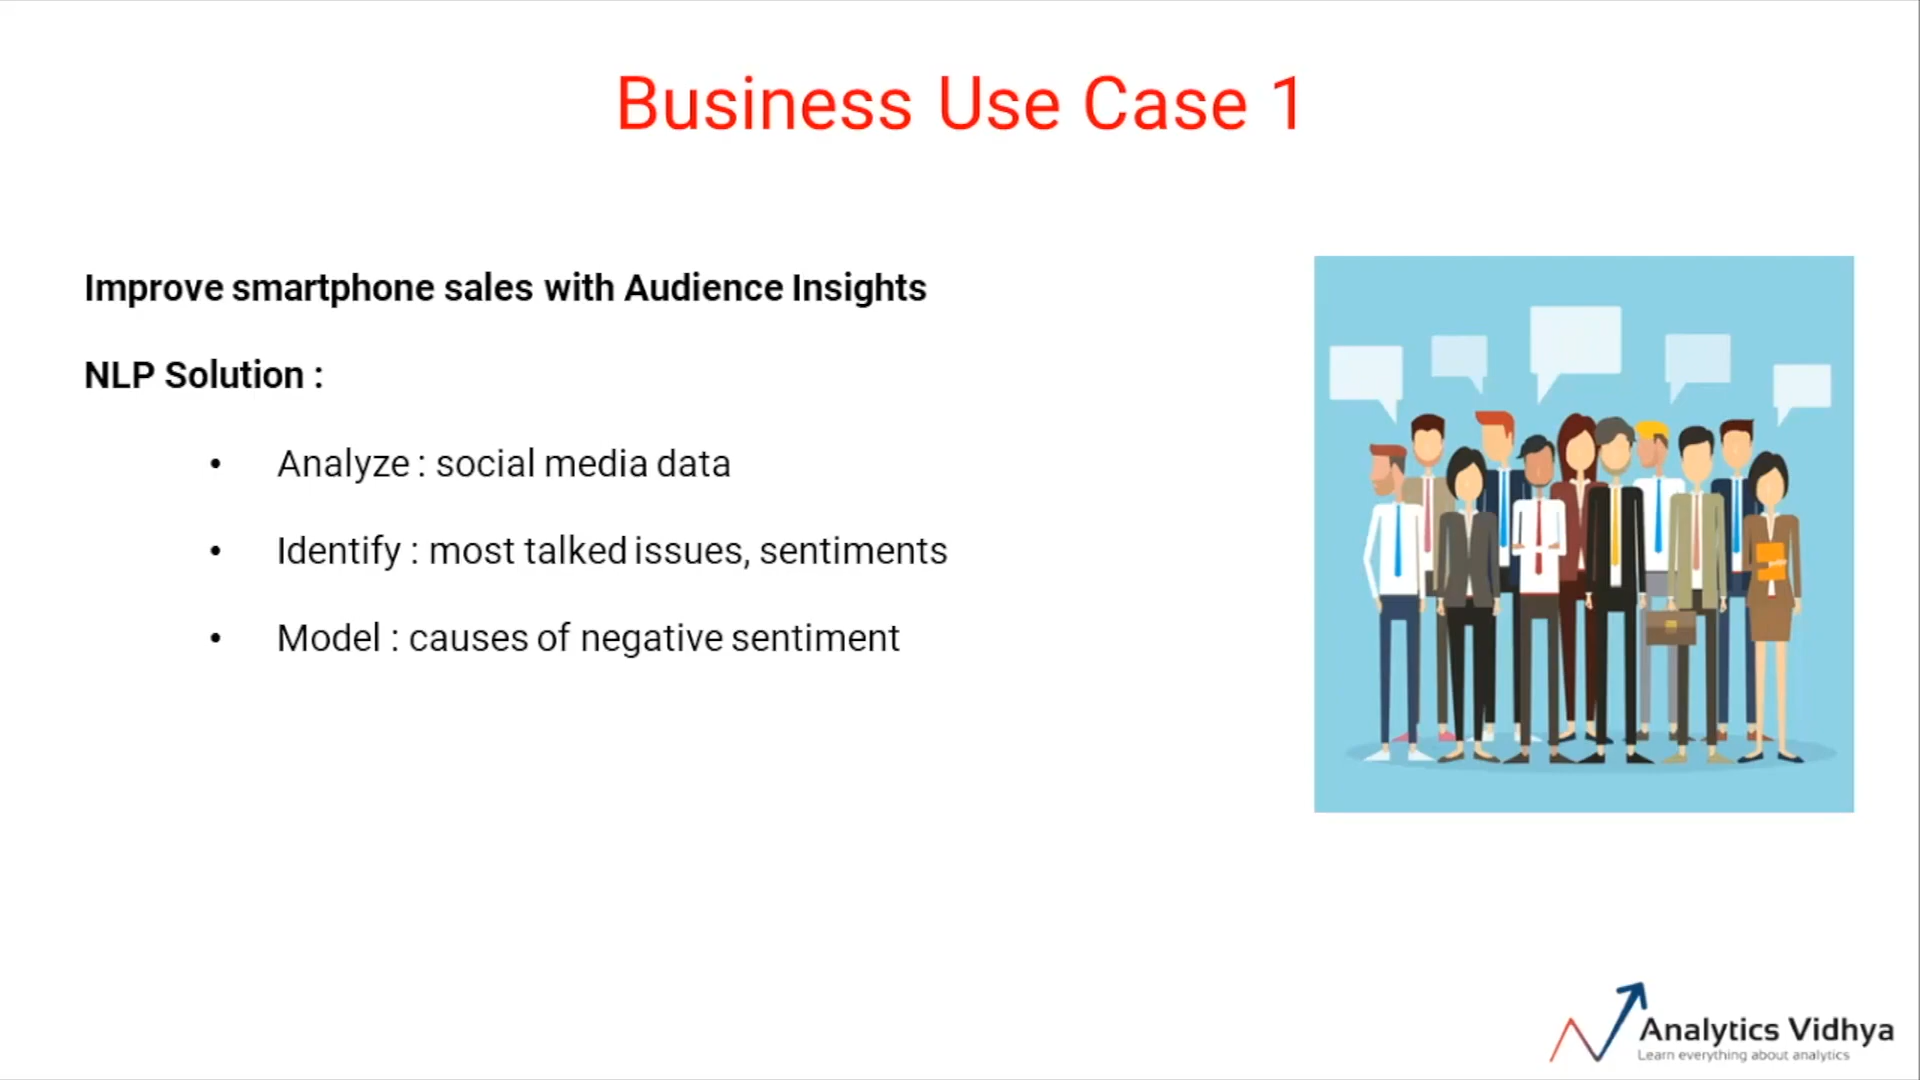 Business Use Case 1
Improve smartphone sales with Audience Insights
NLP Solution :
• Analyze : social media data
• Identify : most talked issues, sentiments
• Model : causes of negative sentiment
Analytics Vidhya
Learn everything about analytics